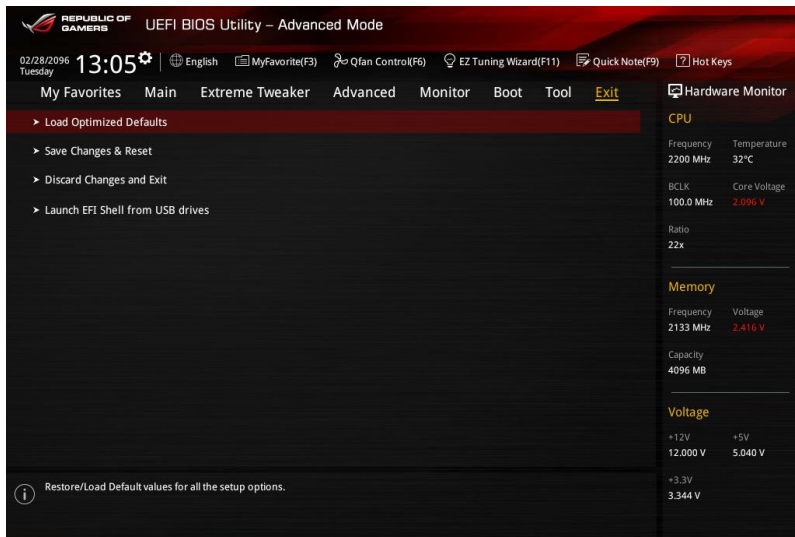 REPUBLIC OF
GAMERS
UEFI BIOS Utility – Advanced Mode
02/28/2096
Tuesday
13:05
English
MyFavorite(F3)
Qfan Control(F6)
EZ Tuning Wizard(F11)
Quick Note(F9)
? Hot Keys
My Favorites Main Extreme Tweaker Advanced Monitor Boot Tool Exit
Hardware Monitor
> Load Optimized Defaults
> Save Changes & Reset
> Discard Changes and Exit
> Launch EFI Shell from USB drives
CPU
Frequency Temperature
2200 MHz 32°C
BCLK Core Voltage
100.0 MHz 2.096 V
Ratio
22x
Memory
Frequency Voltage
2133 MHz 2.416 V
Capacity
4096 MB
Voltage
+12V +5V
12.000 V 5.040 V
+3.3V
3.344 V
i
Restore/Load Default values for all the setup options.